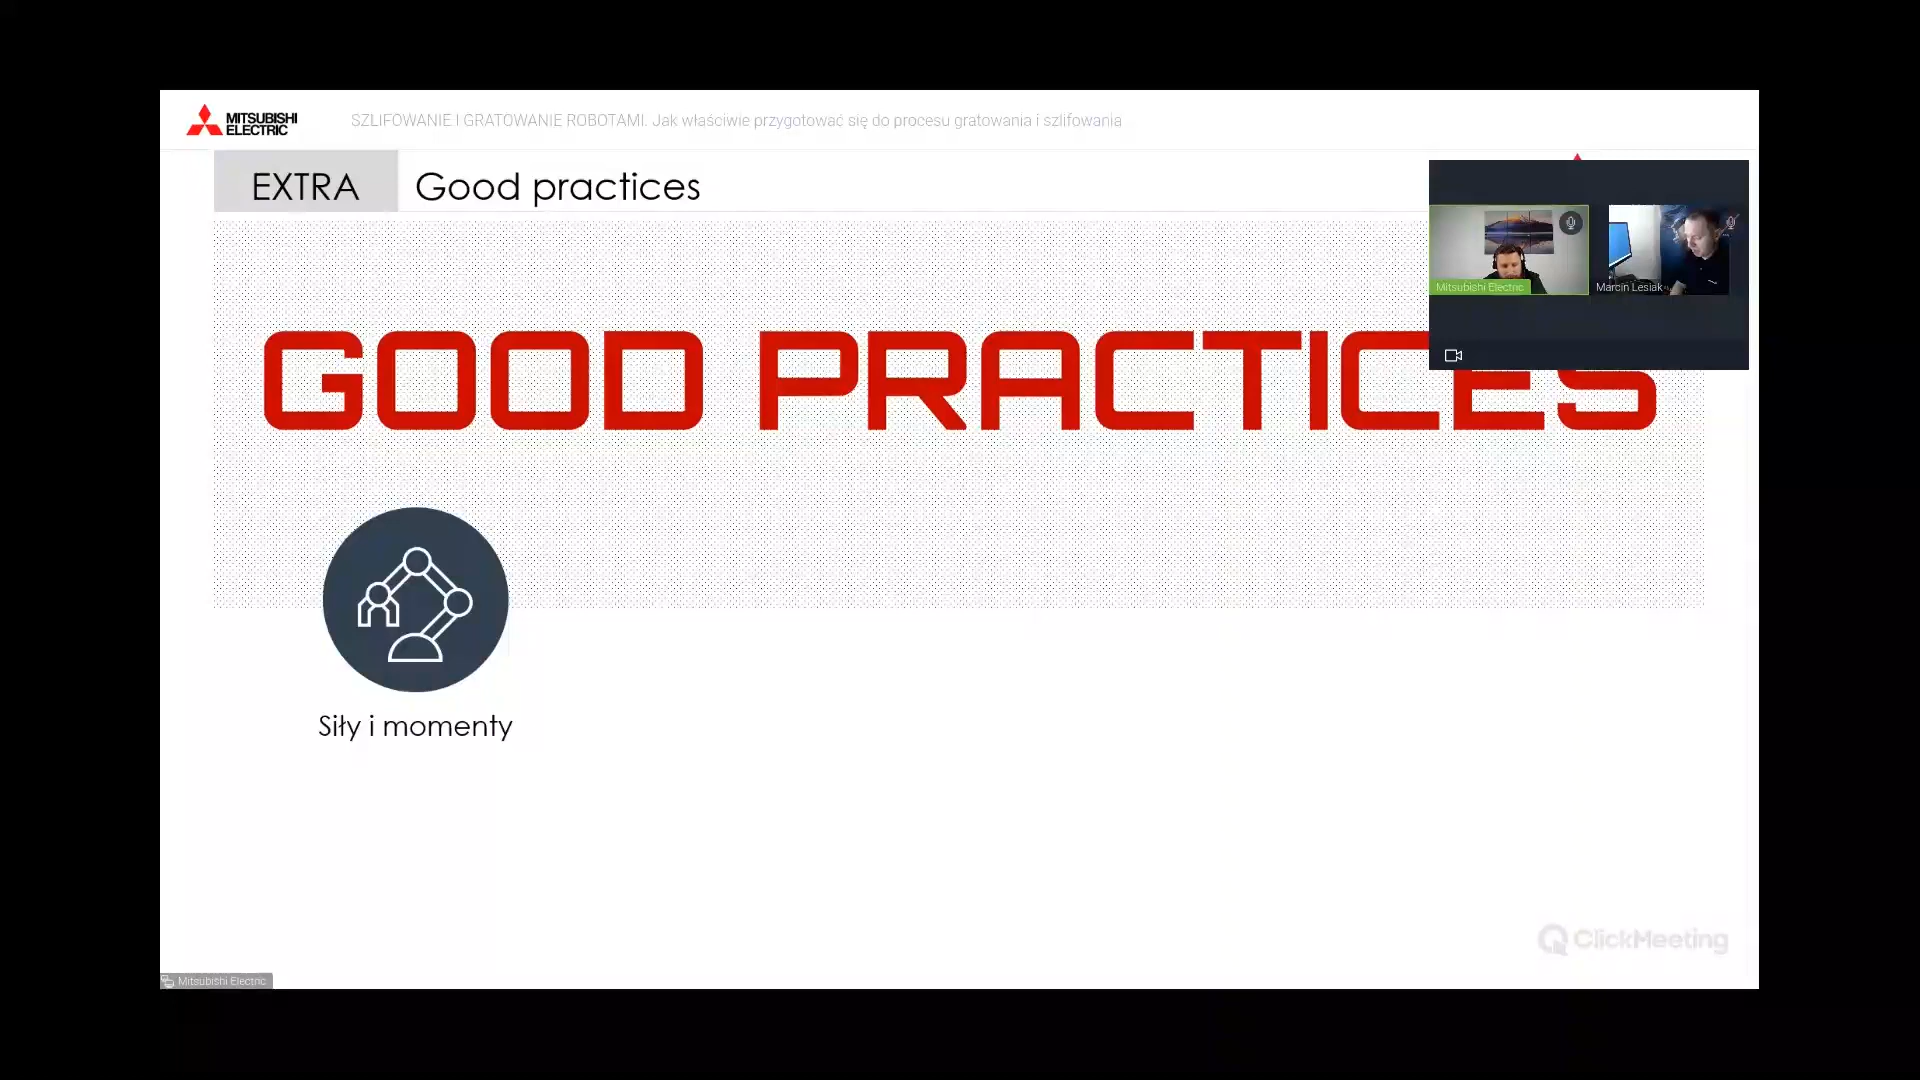 MITSUBISHI
ELECTRIC
SZLIFOWANIE I GRATOWANIE ROBOTAMI. Jak właściwie przygotować się do procesu gratowania i szlifowania
EXTRA
Good practices
Mitsubishi Electric
Marcin Lesiak
GOOD PRACTICES
Siły i momenty
ClickMeeting
Mitsubishi Electric